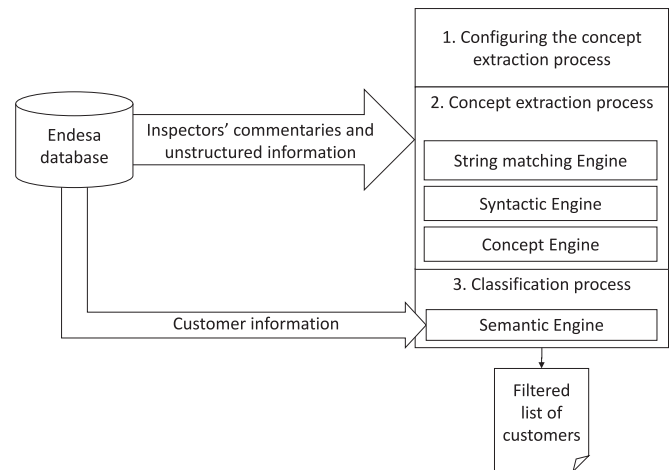 1. Configuring the concept
extraction process
2. Concept extraction process
Endesa
database
Inspectors' commentaries and
unstructured information
String matching Engine
Syntactic Engine
Concept Engine
3. Classification process
Customer information
Semantic Engine
Filtered
list of
customers